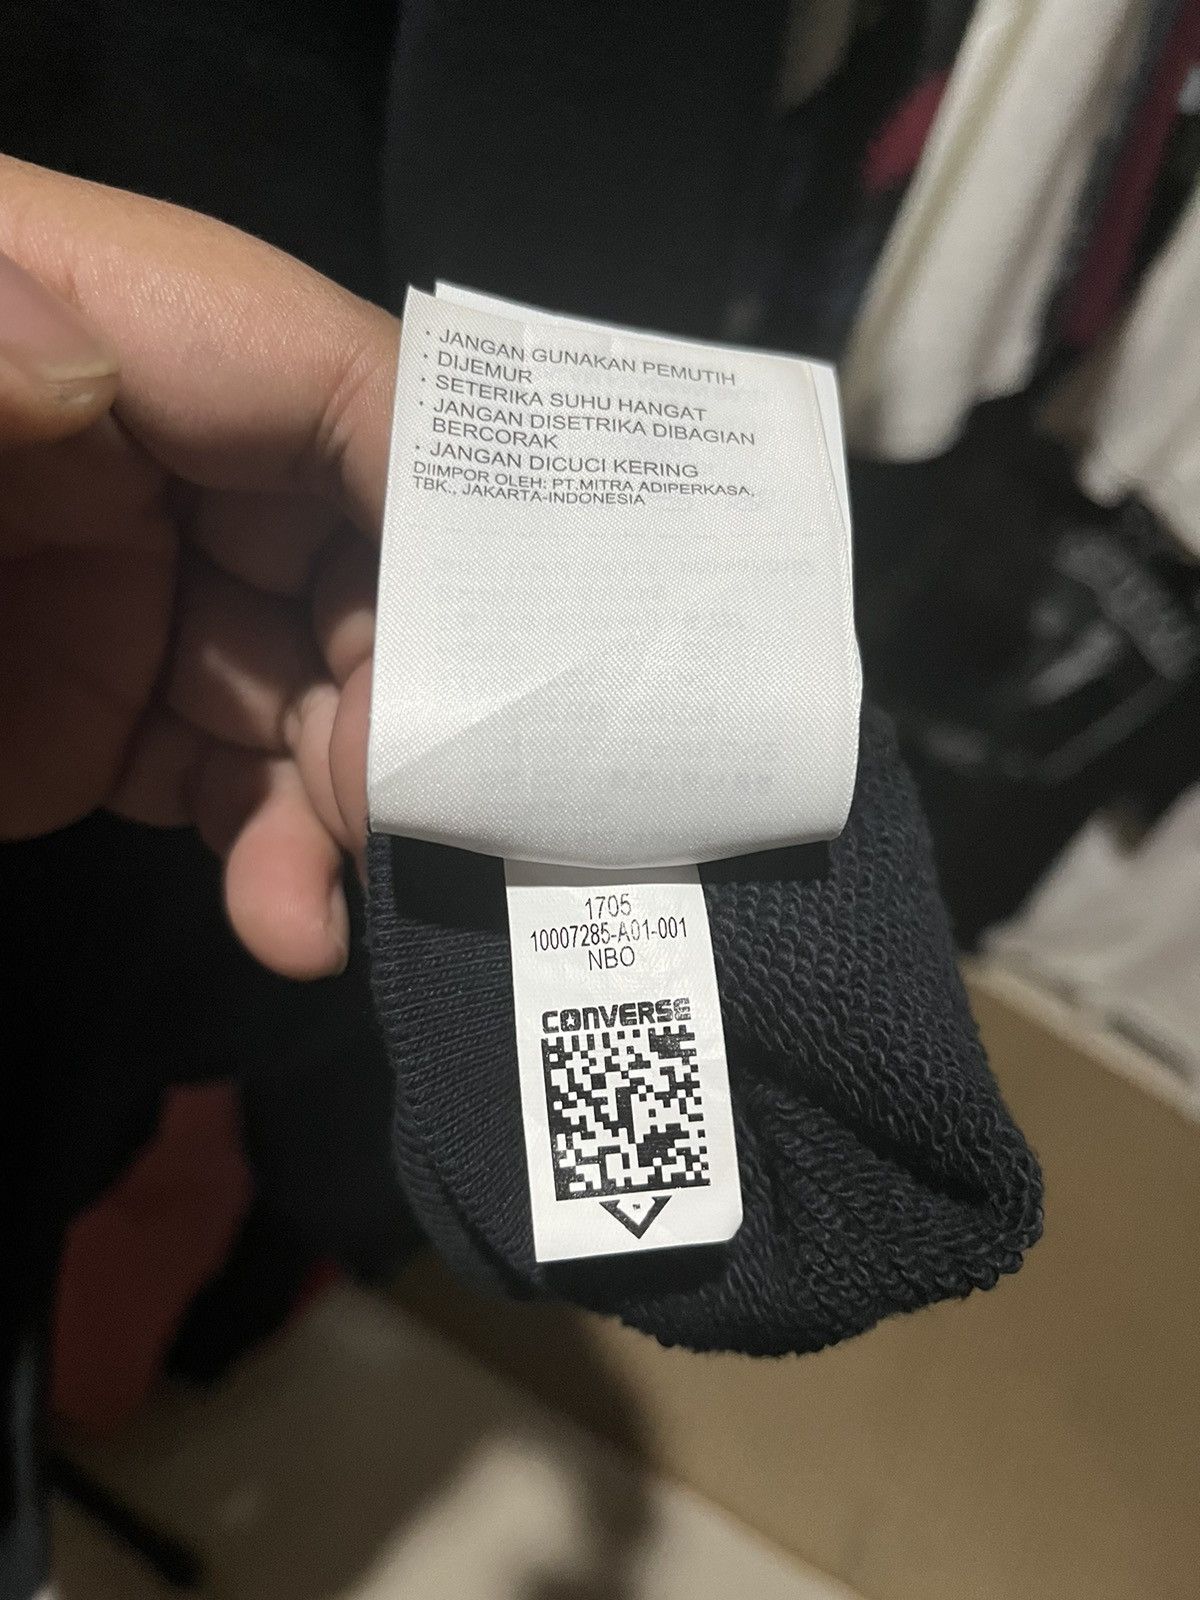 · JANGAN GUNAKAN PEMUTIH
· DIJEMUR
· SETERIKA SUHU HANGAT
· JANGAN DISETRIKA DIBAGIAN
BERCORAK
· JANGAN DICUCI KERING
DIIMPOR OLEH: PT.MITRA ADIPERKASA,
TBK., JAKARTA-INDONESIA
1705
10007285-A01-001
NBO
CONVERSE
™